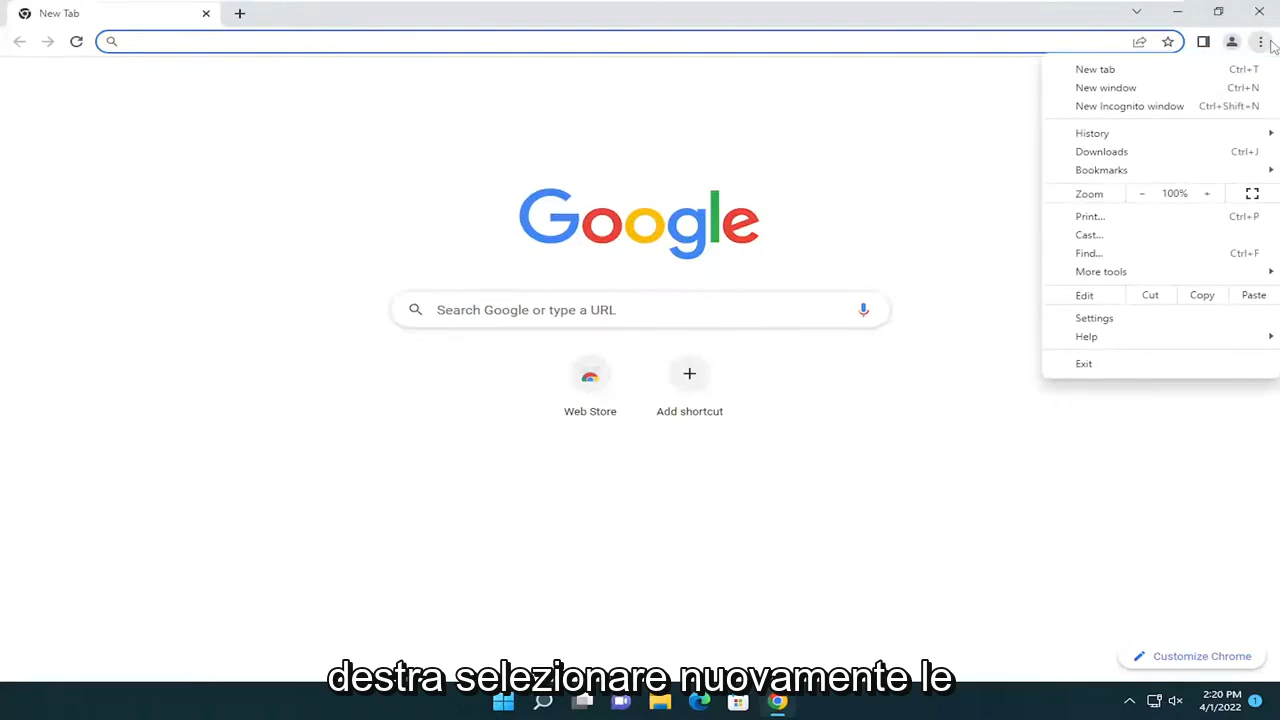 New Tab
New tab Ctrl+T
New window Ctrl+N
New Incognito window Ctrl+Shift+N
History
Downloads Ctrl+J
Bookmarks
Zoom - 100% +
Print... Ctrl+P
Cast...
Find... Ctrl+F
More tools
Edit Cut Copy Paste
Settings
Help
Exit
Google
Search Google or type a URL
Web Store Add shortcut
Customize Chrome
destra selezionare nuovamente le
2:20 PM
4/1/2022 1